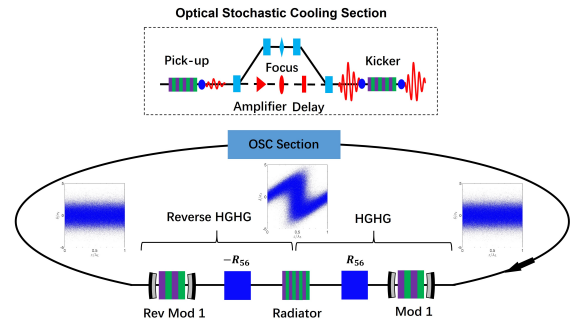 Optical Stochastic Cooling Section
Pick-up
Focus
Kicker
Amplifier Delay
OSC Section
Reverse HGHG
HGHG
−R₅₆
R₅₆
Rev Mod 1
Radiator
Mod 1